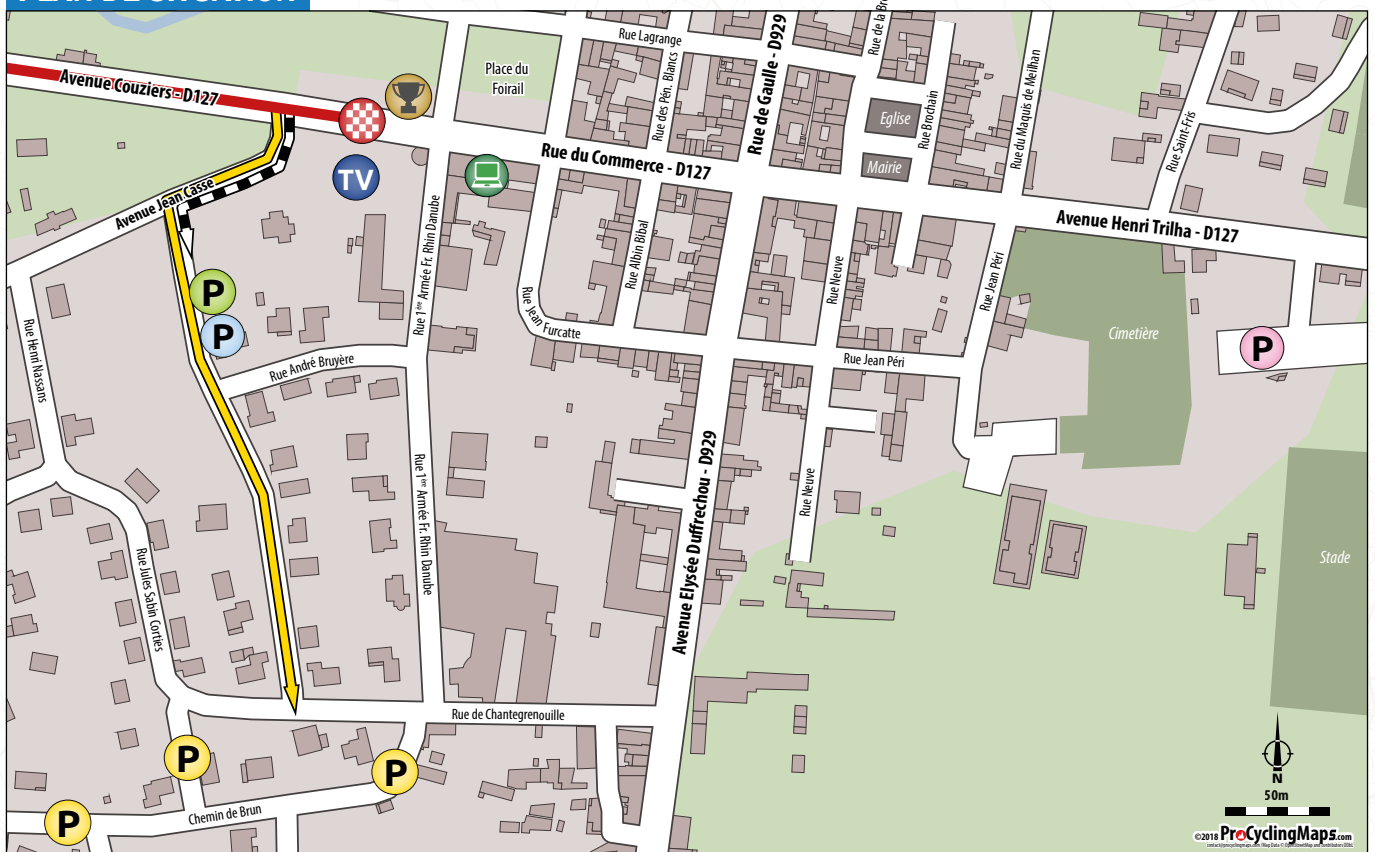 Rue Lagrange
Rue de Gaulle - D929
Place du
Foirail
Rue des Pén. Blancs
Avenue Couziers - D127
Eglise
Rue Brochain
Rue du Maquis de Meilhan
Rue Saint-Fris
Rue du Commerce - D127
Mairie
TV
Avenue Jean Casse
Avenue Henri Trilha - D127
Rue 1ère Armée Fr. Rhin Danube
Rue Albin Bibal
Rue Neuve
Rue Jean Péri
P
P
Rue Jean Furcatte
Rue Henri Nassans
Rue André Bruyère
Rue Jean Péri
Cimetière
P
Rue 1ère Armée Fr. Rhin Danube
Rue Neuve
Avenue Elysée Duffrechou - D929
Rue Jules Sabin Corties
Stade
Rue de Chantegrenouille
P
P
P
Chemin de Brun
N
50m
©2018 ProCyclingMaps.com